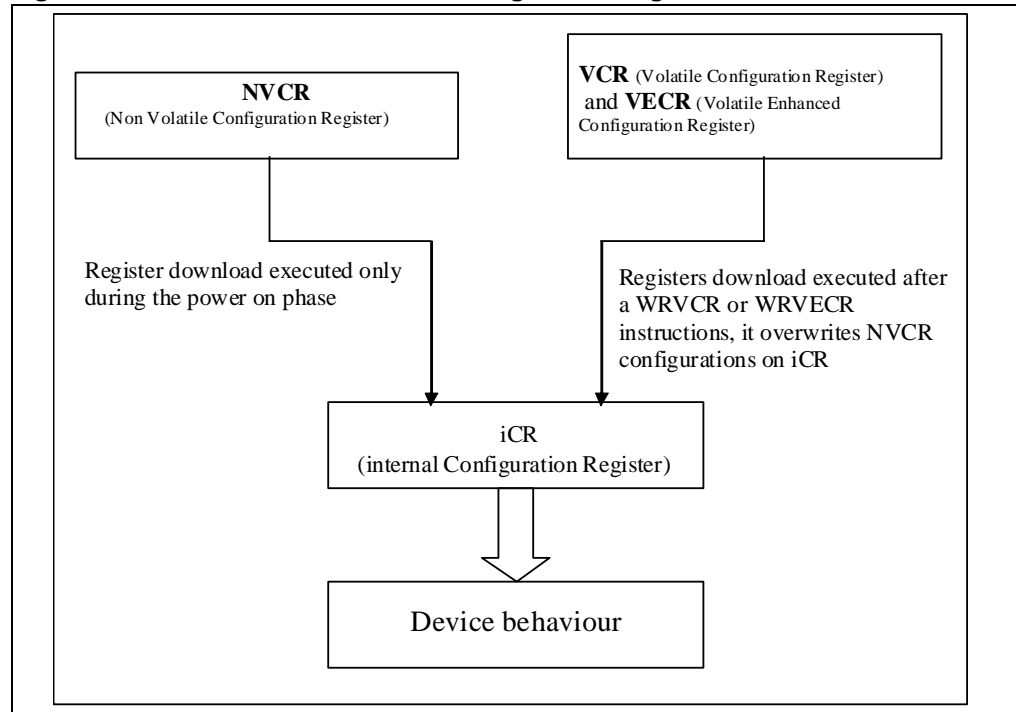 NVCR
(Non Volatile Configuration Register)
VCR (Volatile Configuration Register)
and VECR (Volatile Enhanced
Configuration Register)
Register download executed only
during the power on phase
Registers download executed after
a WRVCR or WRVECR
instructions, it overwrites NVCR
configurations on iCR
iCR
(internal Configuration Register)
Device behaviour